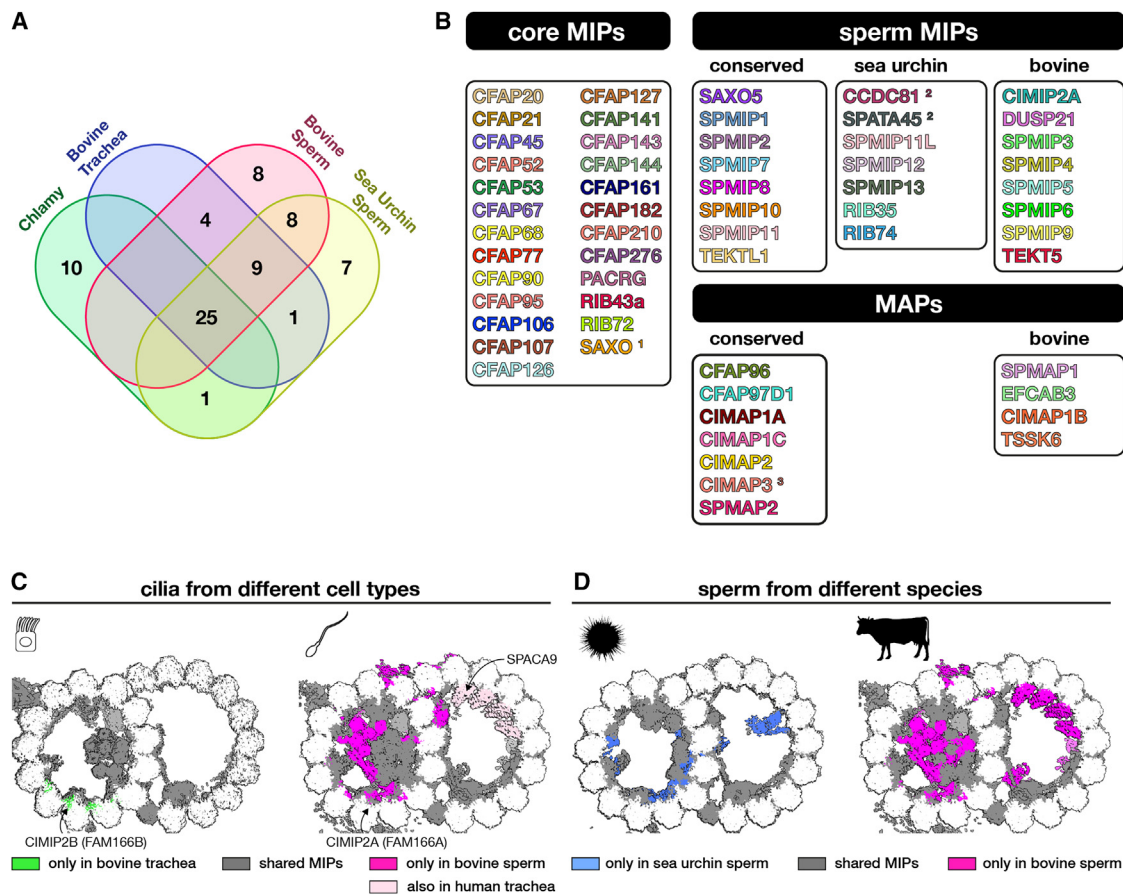 A
Chlamy
Bovine
Trachea
Bovine
Sperm
Sea Urchin
Sperm
10
4
8
8
7
9
25
1
1
B
core MIPs
CFAP20
CFAP21
CFAP45
CFAP52
CFAP53
CFAP67
CFAP68
CFAP77
CFAP90
CFAP95
CFAP106
CFAP107
CFAP126
CFAP127
CFAP141
CFAP143
CFAP144
CFAP161
CFAP182
CFAP210
CFAP276
PACRG
RIB43a
RIB72
SAXO 1
sperm MIPs
conserved
SAXO5
SPMIP1
SPMIP2
SPMIP7
SPMIP8
SPMIP10
SPMIP11
TEKTL1
sea urchin
CCDC81 2
SPATA45 2
SPMIP11L
SPMIP12
SPMIP13
RIB35
RIB74
bovine
CIMIP2A
DUSP21
SPMIP3
SPMIP4
SPMIP5
SPMIP6
SPMIP9
TEKT5
MAPs
conserved
CFAP96
CFAP97D1
CIMAP1A
CIMAP1C
CIMAP2
CIMAP3 3
SPMAP2
bovine
SPMAP1
EFCAB3
CIMAP1B
TSSK6
C
cilia from different cell types
SPACA9
CIMIP2B (FAM166B)
CIMIP2A (FAM166A)
only in bovine trachea
shared MIPs
only in bovine sperm
also in human trachea
D
sperm from different species
only in sea urchin sperm
shared MIPs
only in bovine sperm